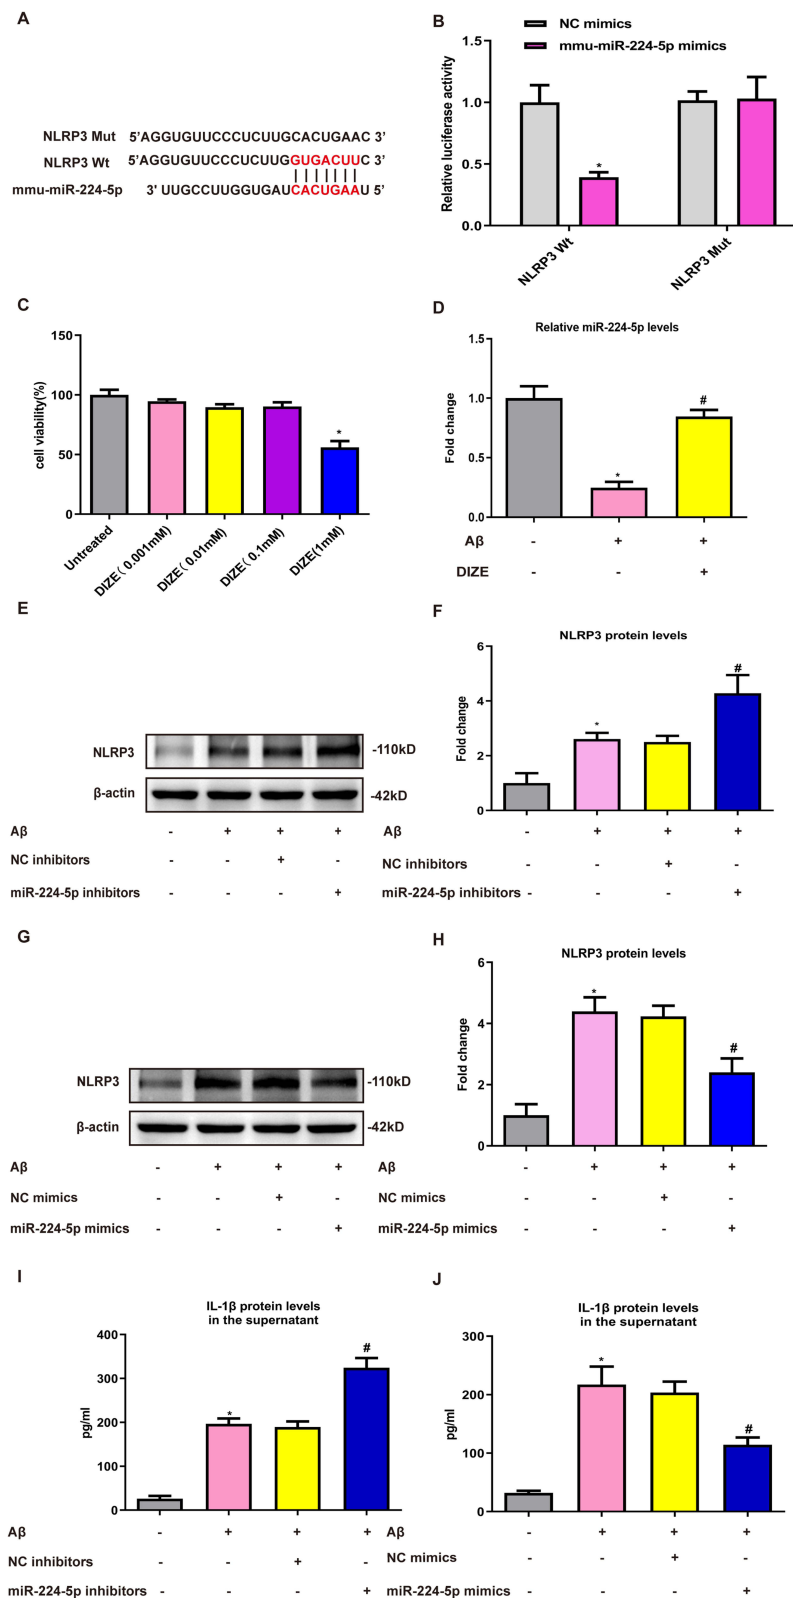 A
NLRP3 Mut 5'AGGUGUUCCCUCUUGCACUGAAC 3'
NLRP3 Wt 5'AGGUGUUCCCUCUUGGUGACUUC 3'
mmu-miR-224-5p 3' UUGCCUUGGUGAUCACUGAAU 5'
B
NC mimics
mmu-miR-224-5p mimics
Relative luciferase activity
1.5
1.0
0.5
0.0
*
NLRP3 Wt
NLRP3 Mut
C
cell viability(%)
150
100
50
0
*
Untreated
DIZE( 0.001mM)
DIZE( 0.01mM)
DIZE( 0.1mM)
DIZE(1mM)
D
Relative miR-224-5p levels
Fold change
1.5
1.0
0.5
0.0
*
#
Aβ - + +
DIZE - - +
E
NLRP3 -110kD
β-actin -42kD
Aβ - + + +
NC inhibitors - - + -
miR-224-5p inhibitors - - - +
F
NLRP3 protein levels
Fold change
6
4
2
0
*
#
Aβ - + + +
NC inhibitors - - + -
miR-224-5p inhibitors - - - +
G
NLRP3 -110kD
β-actin -42kD
Aβ - + + +
NC mimics - - + -
miR-224-5p mimics - - - +
H
NLRP3 protein levels
Fold change
6
4
2
0
*
#
Aβ - + + +
NC mimics - - + -
miR-224-5p mimics - - - +
I
IL-1β protein levels
in the supernatant
pg/ml
400
300
200
100
0
*
#
Aβ - + + +
NC inhibitors - - + -
miR-224-5p inhibitors - - - +
J
IL-1β protein levels
in the supernatant
pg/ml
300
200
100
0
*
#
Aβ - + + +
NC mimics - - + -
miR-224-5p mimics - - - +